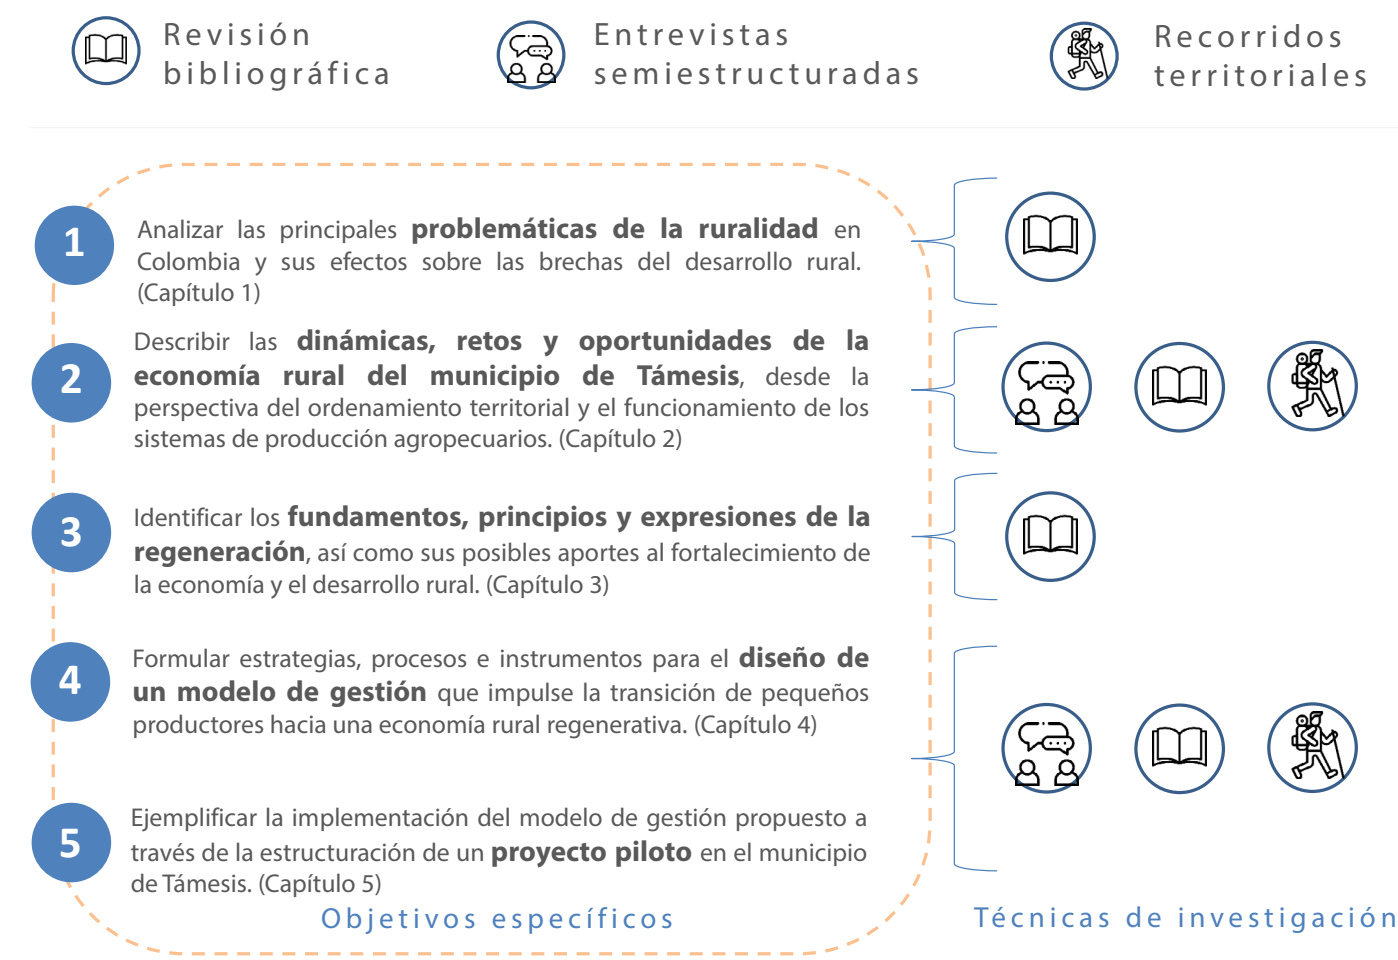 Revisión
bibliográfica
Entrevistas
semiestructuradas
Recorridos
territoriales
1
Analizar las principales problemáticas de la ruralidad en
Colombia y sus efectos sobre las brechas del desarrollo rural.
(Capítulo 1)
2
Describir las dinámicas, retos y oportunidades de la
economía rural del municipio de Támesis, desde la
perspectiva del ordenamiento territorial y el funcionamiento de los
sistemas de producción agropecuarios. (Capítulo 2)
3
Identificar los fundamentos, principios y expresiones de la
regeneración, así como sus posibles aportes al fortalecimiento de
la economía y el desarrollo rural. (Capítulo 3)
4
Formular estrategias, procesos e instrumentos para el diseño de
un modelo de gestión que impulse la transición de pequeños
productores hacia una economía rural regenerativa. (Capítulo 4)
5
Ejemplificar la implementación del modelo de gestión propuesto a
través de la estructuración de un proyecto piloto en el municipio
de Támesis. (Capítulo 5)
Objetivos específicos
Técnicas de investigación